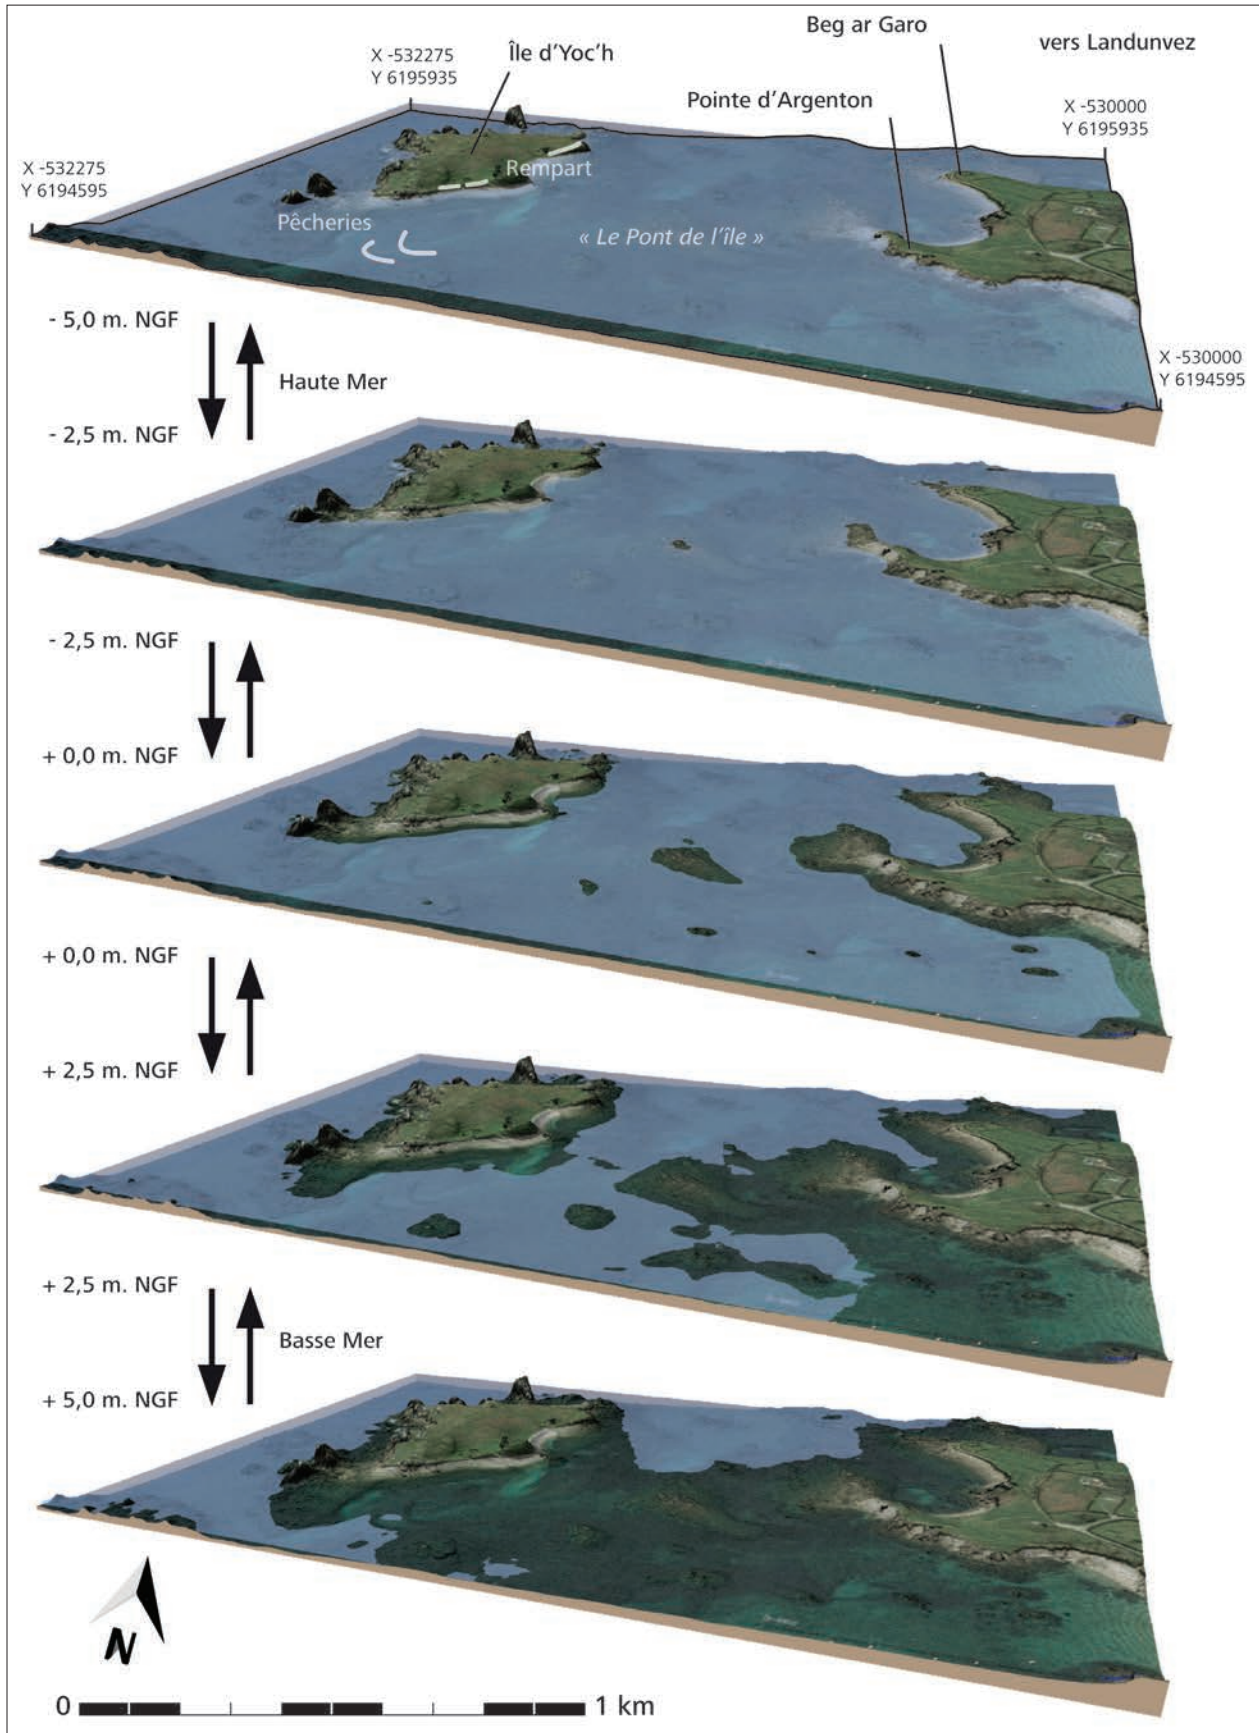 Beg ar Garo
vers Landunvez
X -532275
Y 6195935
Île d'Yoc'h
Pointe d'Argenton
X -530000
Y 6195935
X -532275
Y 6194595
Rempart
Pêcheries
« Le Pont de l'île »
- 5,0 m. NGF
X -530000
Y 6194595
Haute Mer
- 2,5 m. NGF
- 2,5 m. NGF
+ 0,0 m. NGF
+ 0,0 m. NGF
+ 2,5 m. NGF
+ 2,5 m. NGF
Basse Mer
+ 5,0 m. NGF
N
0
1 km